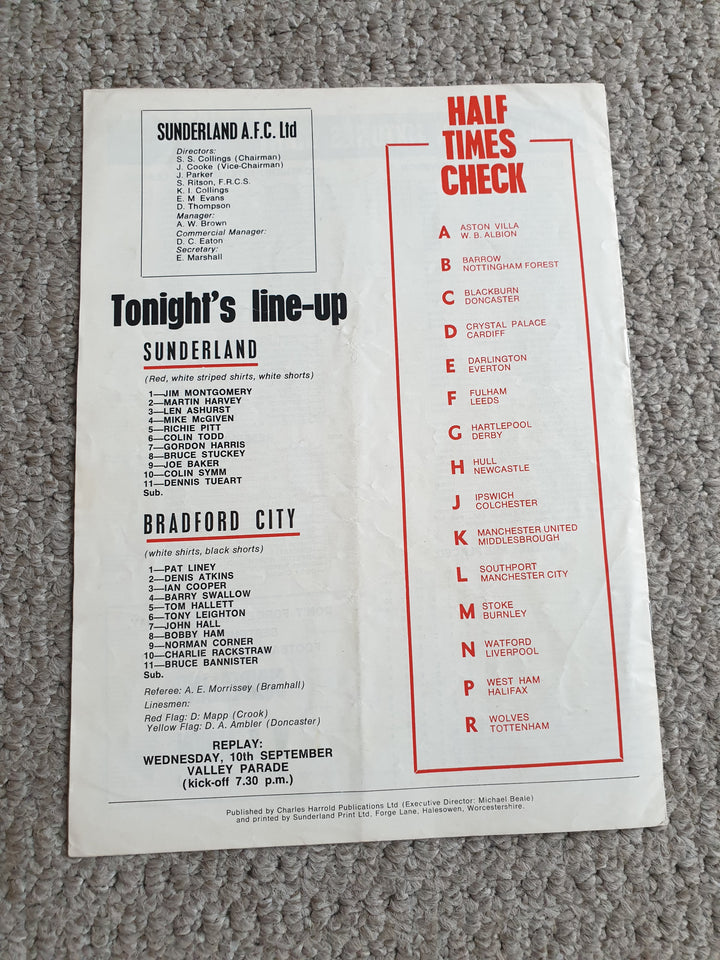 SUNDERLAND A.F.C. Ltd
Directors:
S. S. Collings (Chairman)
J. Cooke (Vice-Chairman)
J. Parker
S. Ritson, F.R.C.S.
K. I. Collings
E. M Evans
D. Thompson
Manager:
A. W. Brown
Commercial Manager:
D. C. Eaton
Secretary:
E. Marshall
Tonight's line-up
SUNDERLAND
(Red, white striped shirts, white shorts)
1—JIM MONTGOMERY
2—MARTIN HARVEY
3—LEN ASHURST
4—MIKE McGIVEN
5—RICHIE PITT
6—COLIN TODD
7—GORDON HARRIS
8—BRUCE STUCKEY
9—JOE BAKER
10—COLIN SYMM
11—DENNIS TUEART
Sub.
BRADFORD CITY
(white shirts, black shorts)
1—PAT LINEY
2—DENIS ATKINS
3—IAN COOPER
4—BARRY SWALLOW
5—TOM HALLETT
6—TONY LEIGHTON
7—JOHN HALL
8—BOBBY HAM
9—NORMAN CORNER
10—CHARLIE RACKSTRAW
11—BRUCE BANNISTER
Sub.
Referee: A. E. Morrissey (Bramhall)
Linesmen:
Red Flag: D: Mapp (Crook)
Yellow Flag: D. A. Ambler (Doncaster)
REPLAY:
WEDNESDAY, 10th SEPTEMBER
VALLEY PARADE
(kick-off 7.30 p.m.)
HALF
TIMES
CHECK
A ASTON VILLA
W. B. ALBION
B BARROW
NOTTINGHAM FOREST
C BLACKBURN
DONCASTER
D CRYSTAL PALACE
CARDIFF
E DARLINGTON
EVERTON
F FULHAM
LEEDS
G HARTLEPOOL
DERBY
H HULL
NEWCASTLE
J IPSWICH
COLCHESTER
K MANCHESTER UNITED
MIDDLESBROUGH
L SOUTHPORT
MANCHESTER CITY
M STOKE
BURNLEY
N WATFORD
LIVERPOOL
P WEST HAM
HALIFAX
R WOLVES
TOTTENHAM
Published by Charles Harrold Publications Ltd (Executive Director: Michael Beale)
and printed by Sunderland Print Ltd, Forge Lane, Halesowen, Worcestershire.